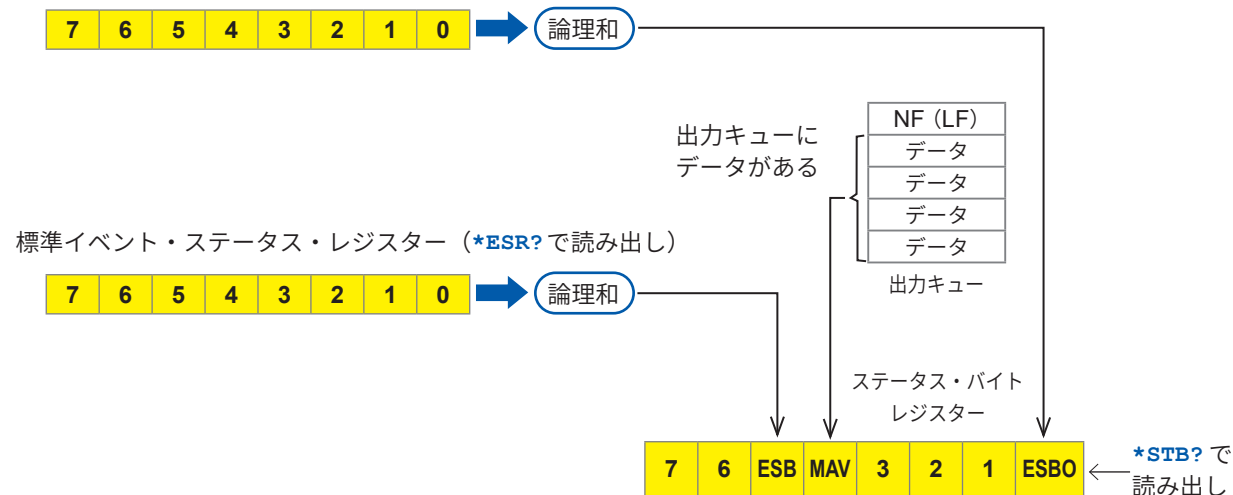 7 6 5 4 3 2 1 0
論理和
NF（LF）
データ
データ
データ
データ
出力キュー
出力キューに
データがある
標準イベント・ステータス・レジスター（*ESR?で読み出し）
7 6 5 4 3 2 1 0
論理和
ステータス・バイト
レジスター
7 6 ESB MAV 3 2 1 ESBO
*STB?で
読み出し